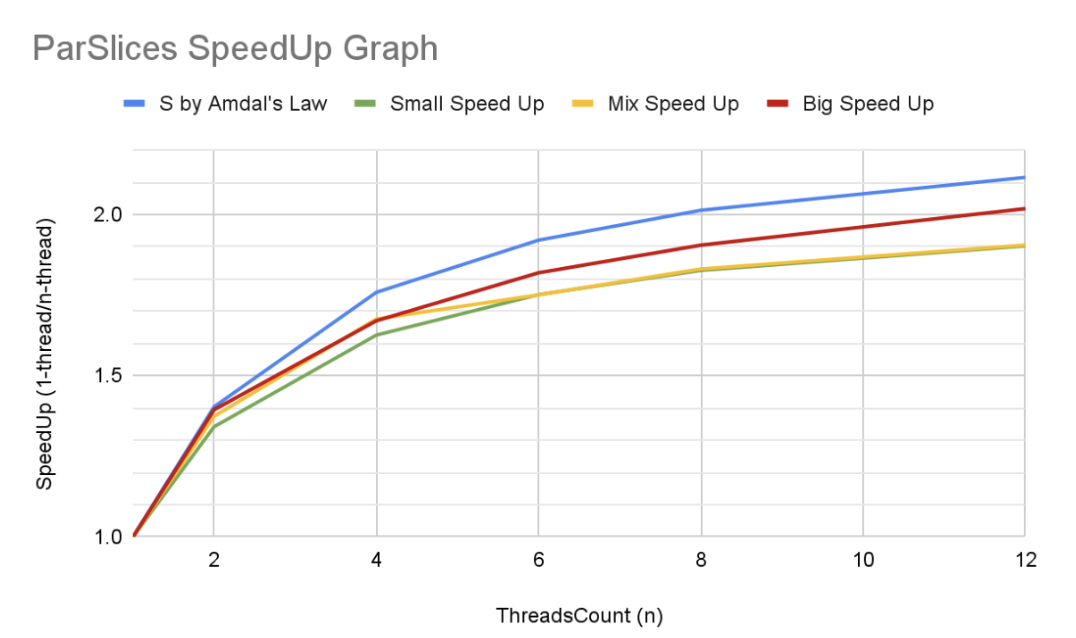 ParSlices SpeedUp Graph
S by Amdal's Law Small Speed Up Mix Speed Up Big Speed Up
SpeedUp (1-thread/n-thread)
2.0
1.5
1.0
2 4 6 8 10 12
ThreadsCount (n)